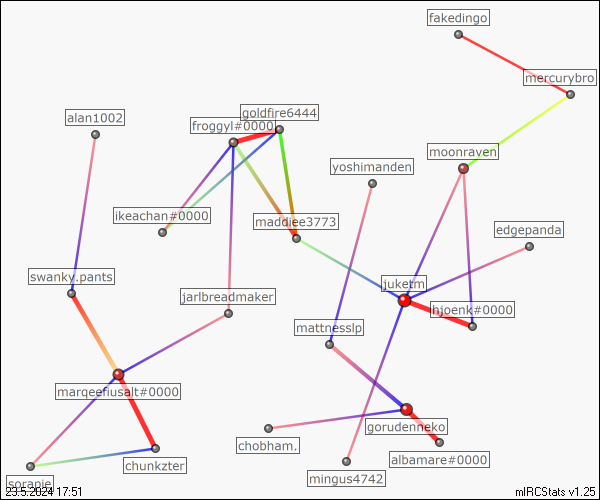 fakedingo
mercurybro
goldfire6444
alan1002
froggyl#0000
moonraven
yoshimanden
ikeachan#0000
maddiee3773
edgepanda
swanky.pants
juketm
jarlbreadmaker
hjoenk#0000
mattnesslp
marqeefiusalt#0000
gorudenneko
chobham.
albamare#0000
chunkzter
mingus4742
sorapie
23.5.2024 17:51
mIRCStats v1.25